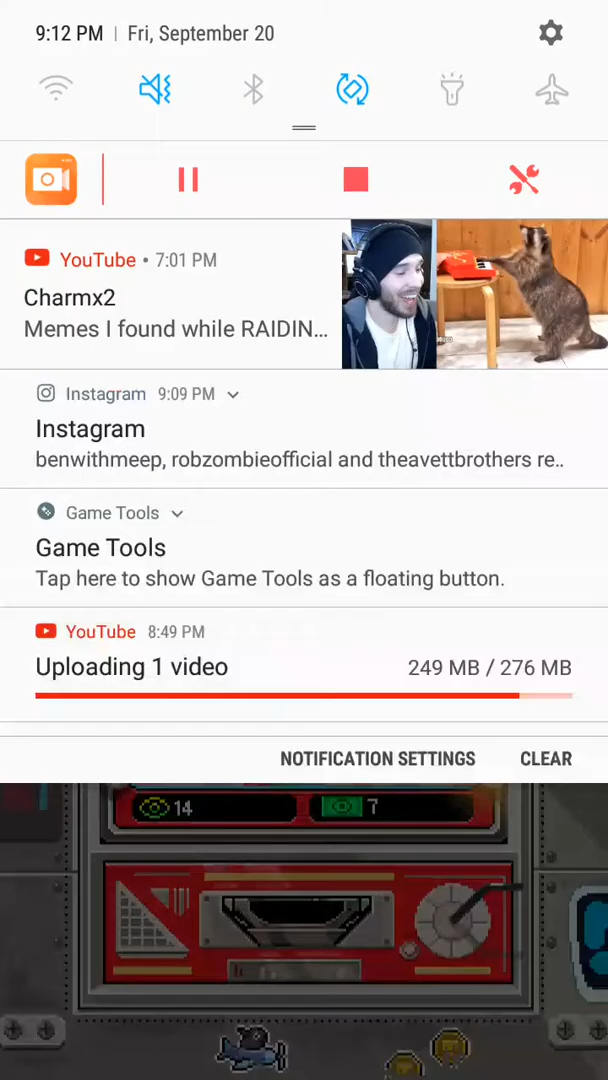 9:12 PM | Fri, September 20
YouTube • 7:01 PM
Charmx2
Memes I found while RAIDIN...
Instagram 9:09 PM
Instagram
benwithmeep, robzombieofficial and theavettbrothers re..
Game Tools
Game Tools
Tap here to show Game Tools as a floating button.
YouTube 8:49 PM
Uploading 1 video 249 MB / 276 MB
NOTIFICATION SETTINGS CLEAR
14 7